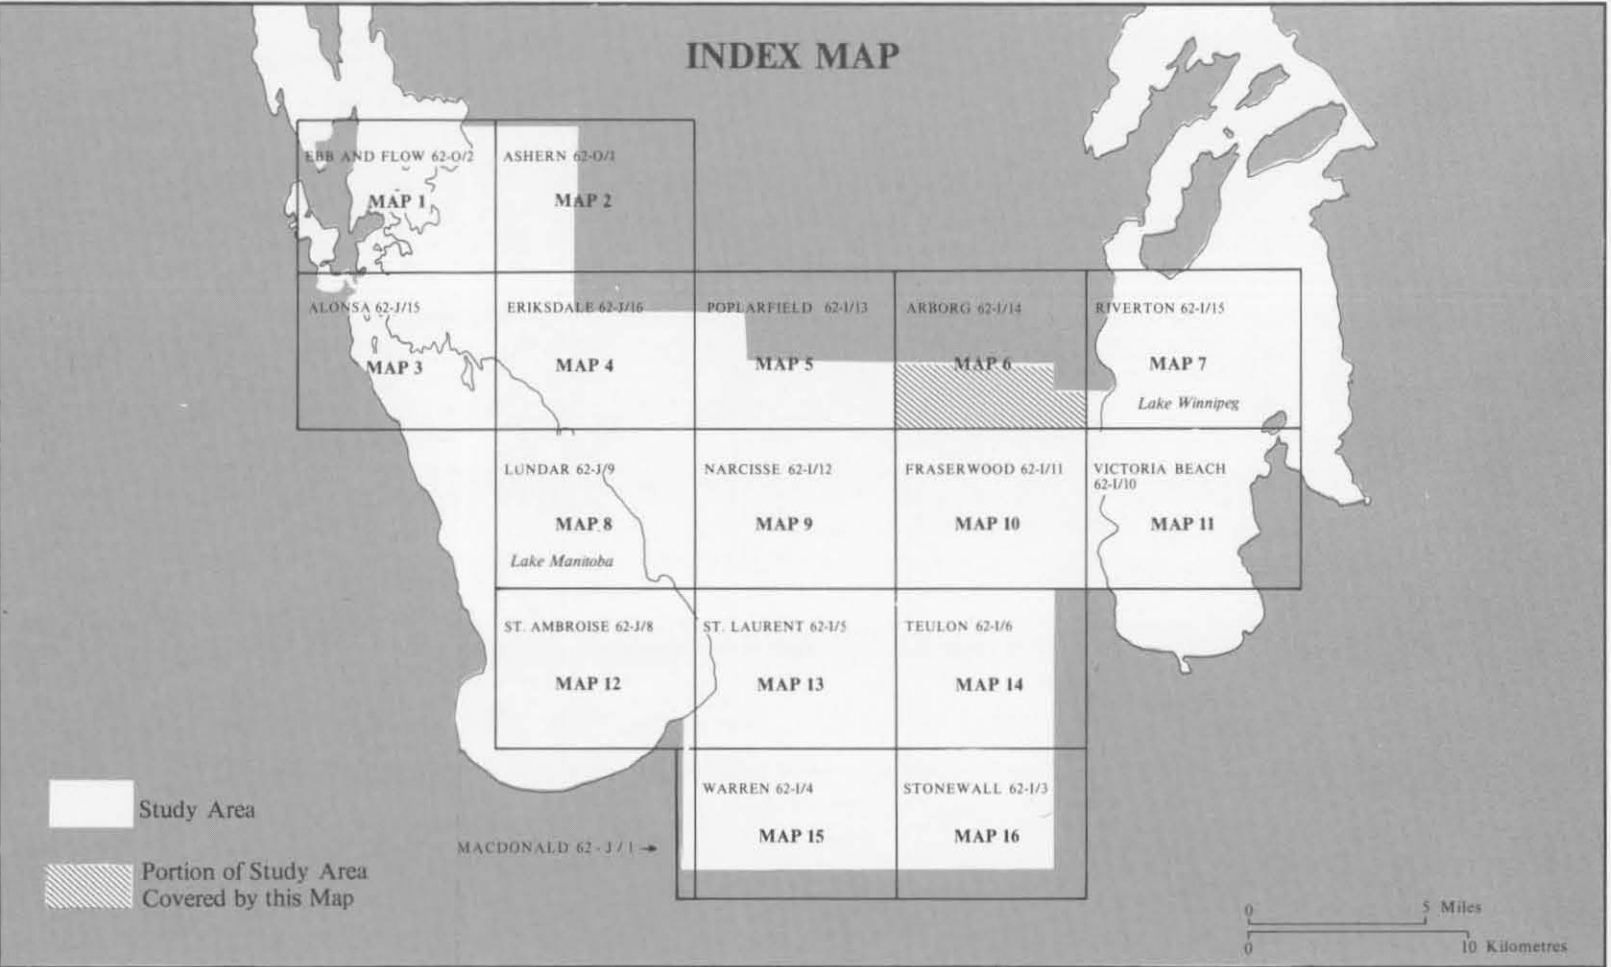 INDEX MAP
EBB AND FLOW 62-O/2
MAP 1
ASHERN 62-O/1
MAP 2
ALONSA 62-J/15
MAP 3
ERIKSDALE 62-J/16
MAP 4
POPLARFIELD 62-I/13
MAP 5
ARBORG 62-I/14
MAP 6
RIVERTON 62-I/15
MAP 7
Lake Winnipeg
LUNDAR 62-J/9
MAP 8
Lake Manitoba
NARCISSE 62-I/12
MAP 9
FRASERWOOD 62-I/11
MAP 10
VICTORIA BEACH
62-I/10
MAP 11
ST. AMBROISE 62-J/8
MAP 12
ST. LAURENT 62-I/5
MAP 13
TEULON 62-I/6
MAP 14
WARREN 62-I/4
MAP 15
STONEWALL 62-I/3
MAP 16
MACDONALD 62-J/1
Study Area
Portion of Study Area
Covered by this Map
0 5 Miles
0 10 Kilometres